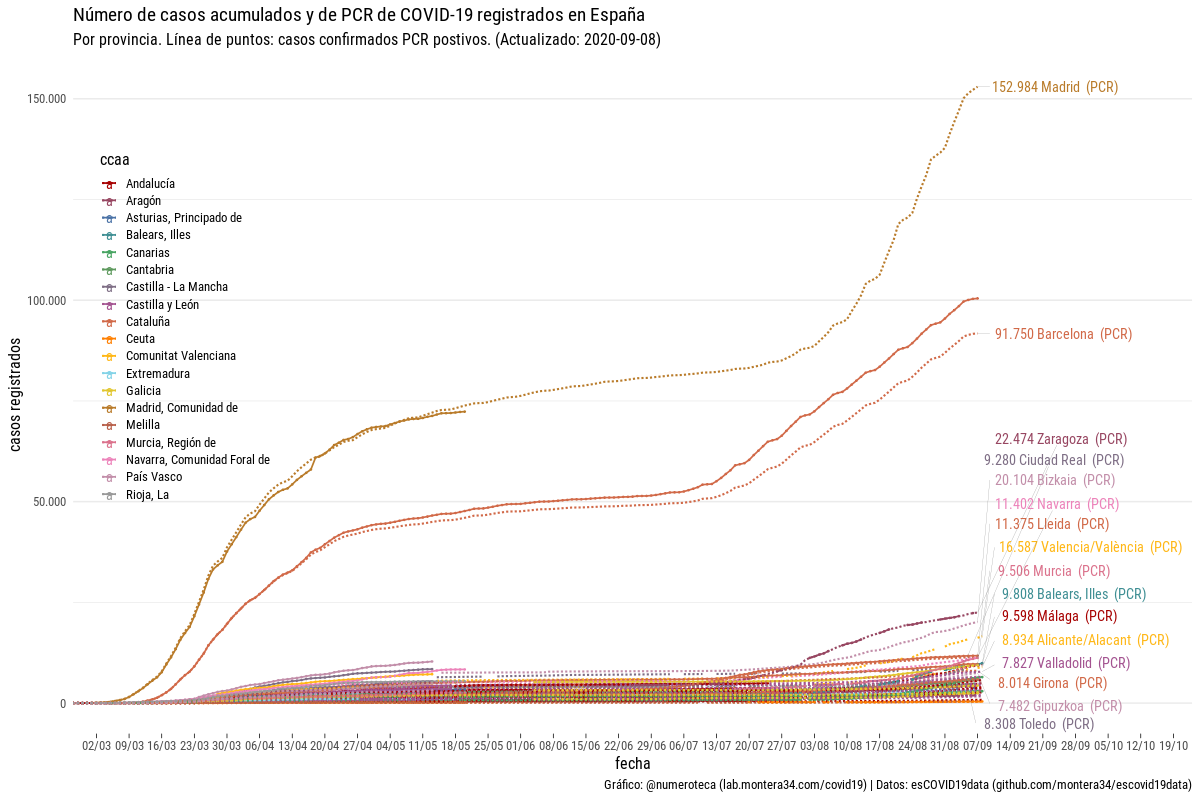 Número de casos acumulados y de PCR de COVID-19 registrados en España
Por provincia. Línea de puntos: casos confirmados PCR postivos. (Actualizado: 2020-09-08)
casos registrados
150.000
100.000
50.000
0
ccaa
a Andalucía
a Aragón
a Asturias, Principado de
a Balears, Illes
a Canarias
a Cantabria
a Castilla - La Mancha
a Castilla y León
a Cataluña
a Ceuta
a Comunitat Valenciana
a Extremadura
a Galicia
a Madrid, Comunidad de
a Melilla
a Murcia, Región de
a Navarra, Comunidad Foral de
a País Vasco
a Rioja, La
152.984 Madrid (PCR)
91.750 Barcelona (PCR)
22.474 Zaragoza (PCR)
9.280 Ciudad Real (PCR)
20.104 Bizkaia (PCR)
11.402 Navarra (PCR)
11.375 Lleida (PCR)
16.587 Valencia/València (PCR)
9.506 Murcia (PCR)
9.808 Balears, Illes (PCR)
9.598 Málaga (PCR)
8.934 Alicante/Alacant (PCR)
7.827 Valladolid (PCR)
8.014 Girona (PCR)
7.482 Gipuzkoa (PCR)
8.308 Toledo (PCR)
02/03 09/03 16/03 23/03 30/03 06/04 13/04 20/04 27/04 04/05 11/05 18/05 25/05 01/06 08/06 15/06 22/06 29/06 06/07 13/07 20/07 27/07 03/08 10/08 17/08 24/08 31/08 07/09 14/09 21/09 28/09 05/10 12/10 19/10
fecha
Gráfico: @numeroteca (lab.montera34.com/covid19) | Datos: esCOVID19data (github.com/montera34/escovid19data)